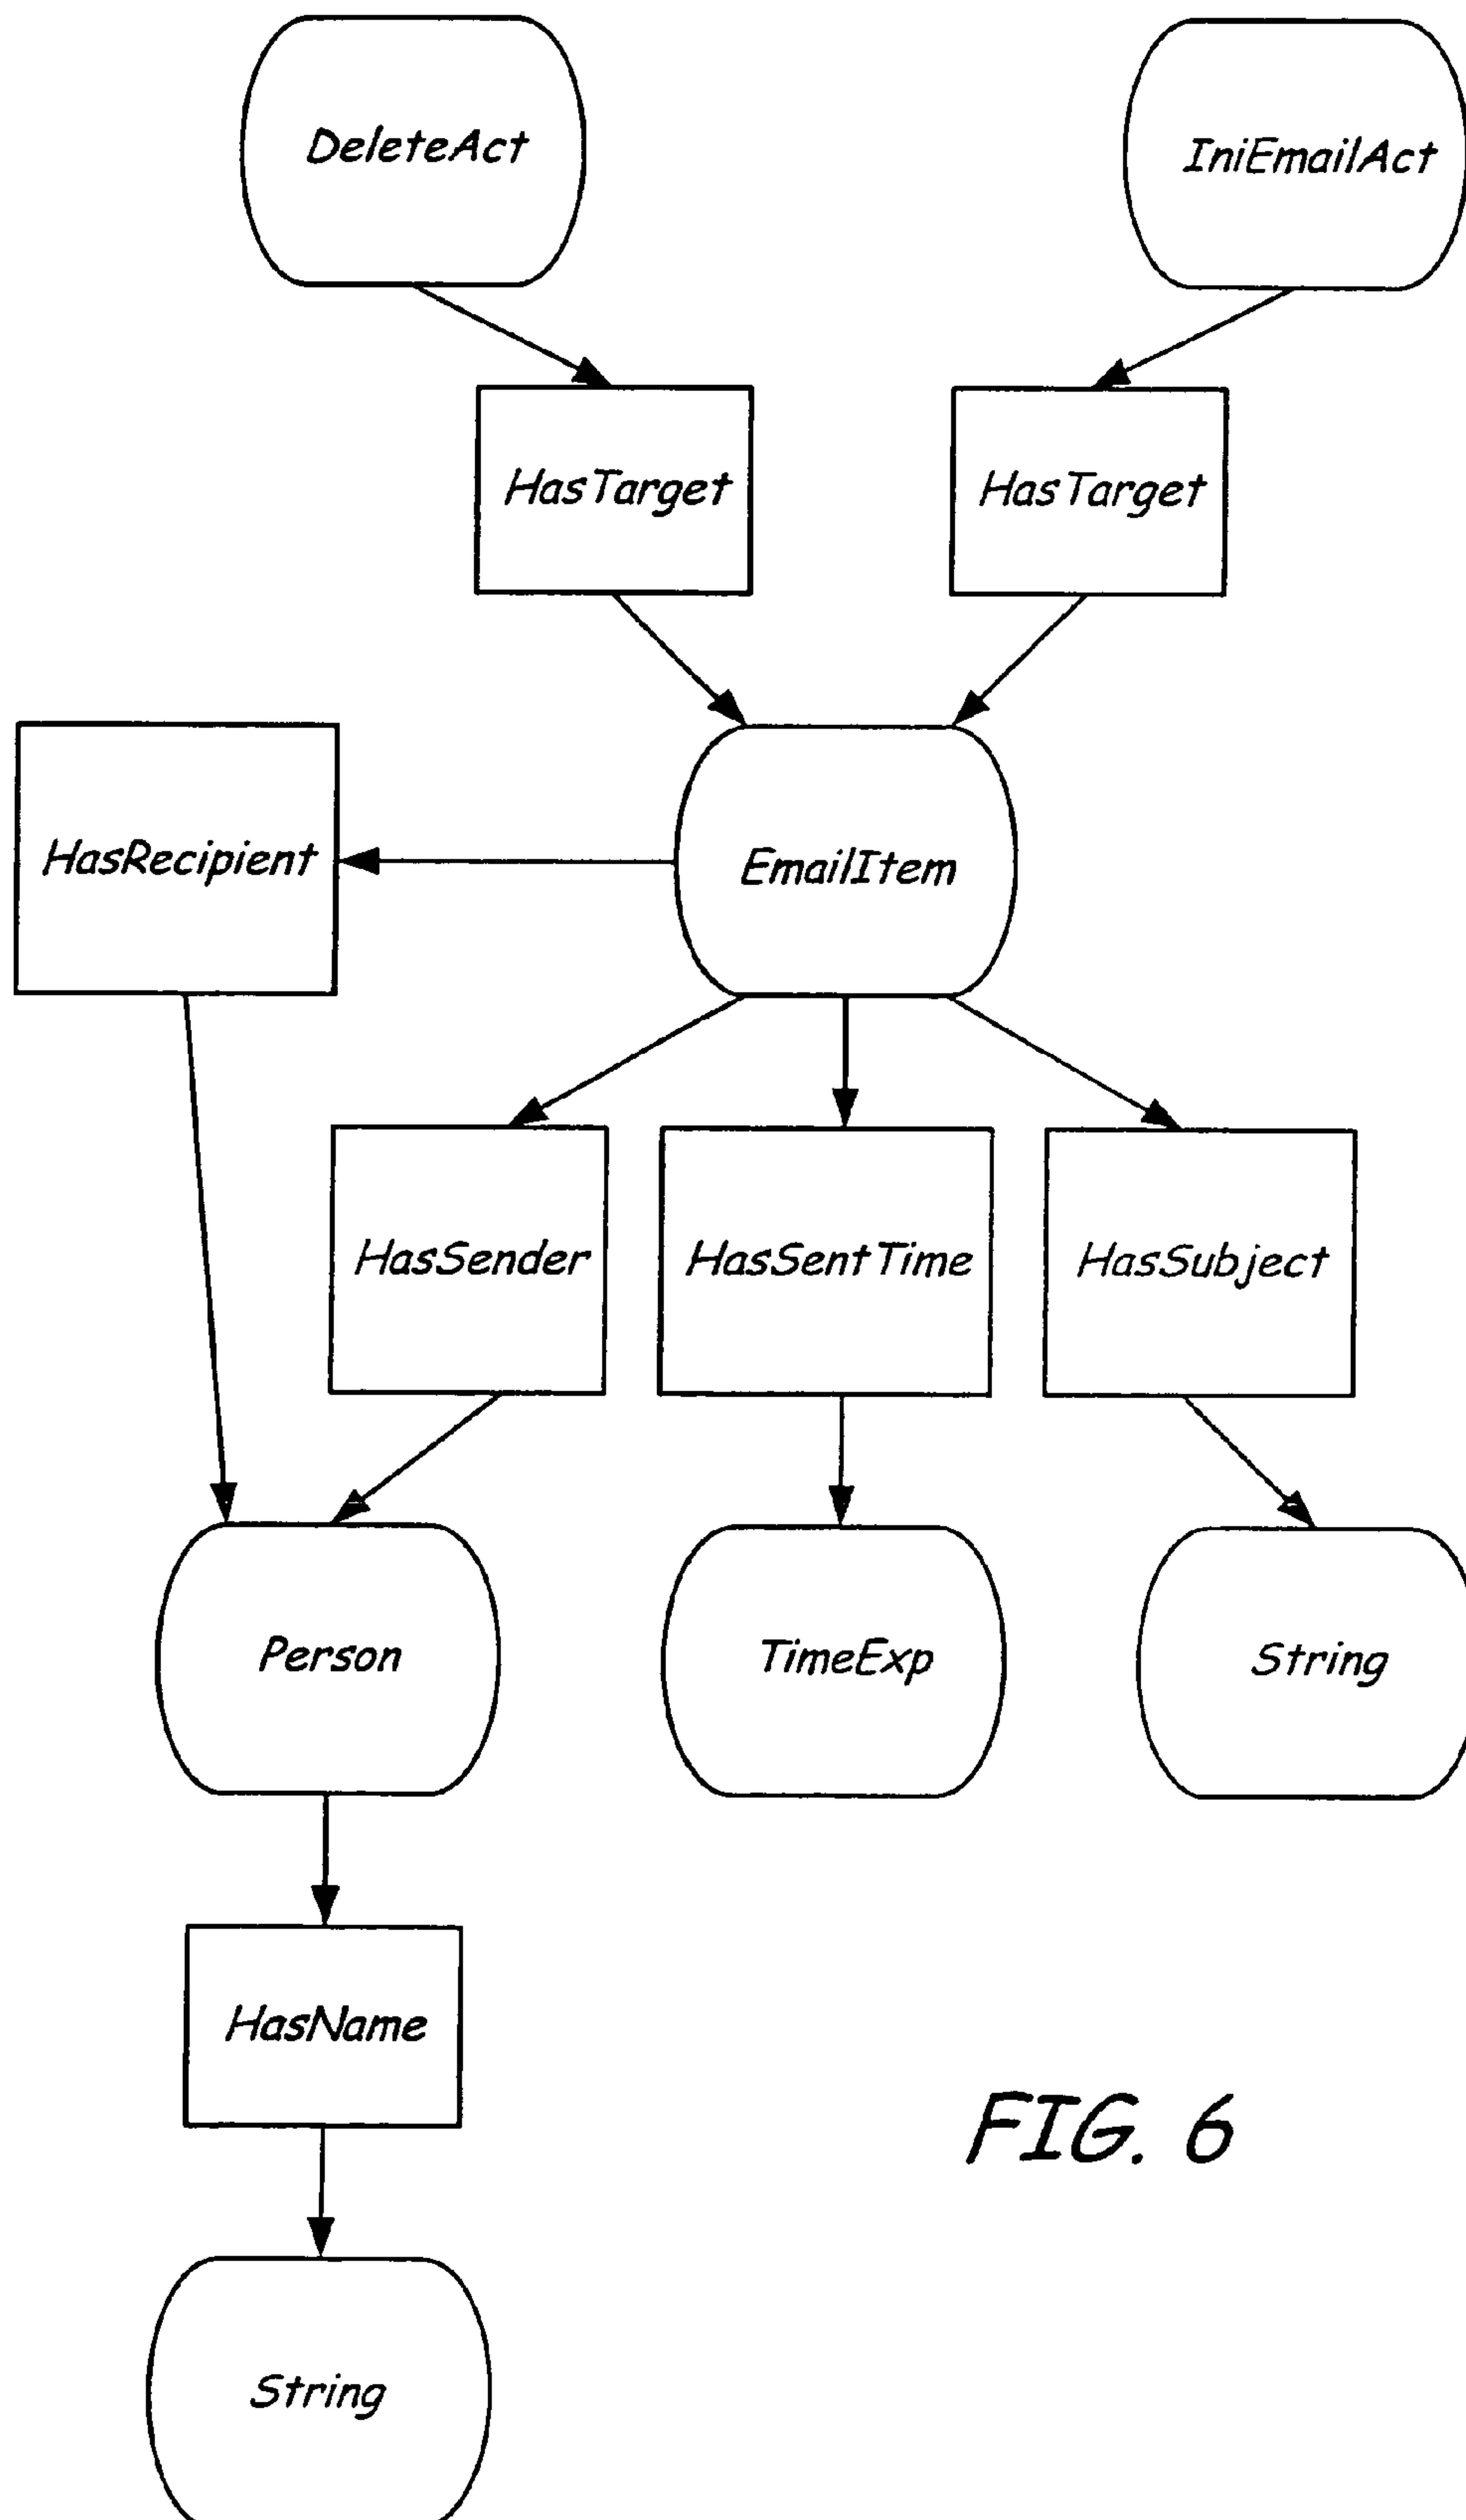 DeleteAct
IniEmailAct
HasTarget
HasTarget
HasRecipient
EmailItem
HasSender
HasSentTime
HasSubject
Person
TimeExp
String
HasName
FIG. 6
String